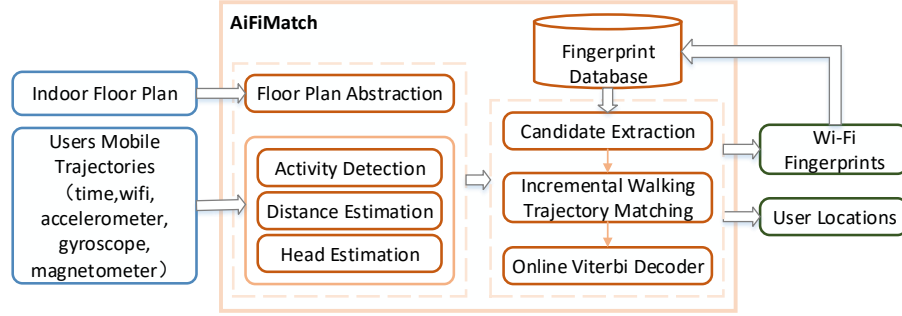 AiFiMatch
Indoor Floor Plan
Users Mobile
Trajectories
（time,wifi,
accelerometer,
gyroscope,
magnetometer）
Floor Plan Abstraction
Activity Detection
Distance Estimation
Head Estimation
Fingerprint
Database
Candidate Extraction
Incremental Walking
Trajectory Matching
Online Viterbi Decoder
Wi-Fi
Fingerprints
User Locations